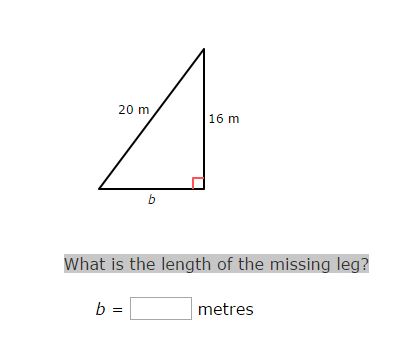 20 m
16 m
b
What is the length of the missing leg?
b = metres